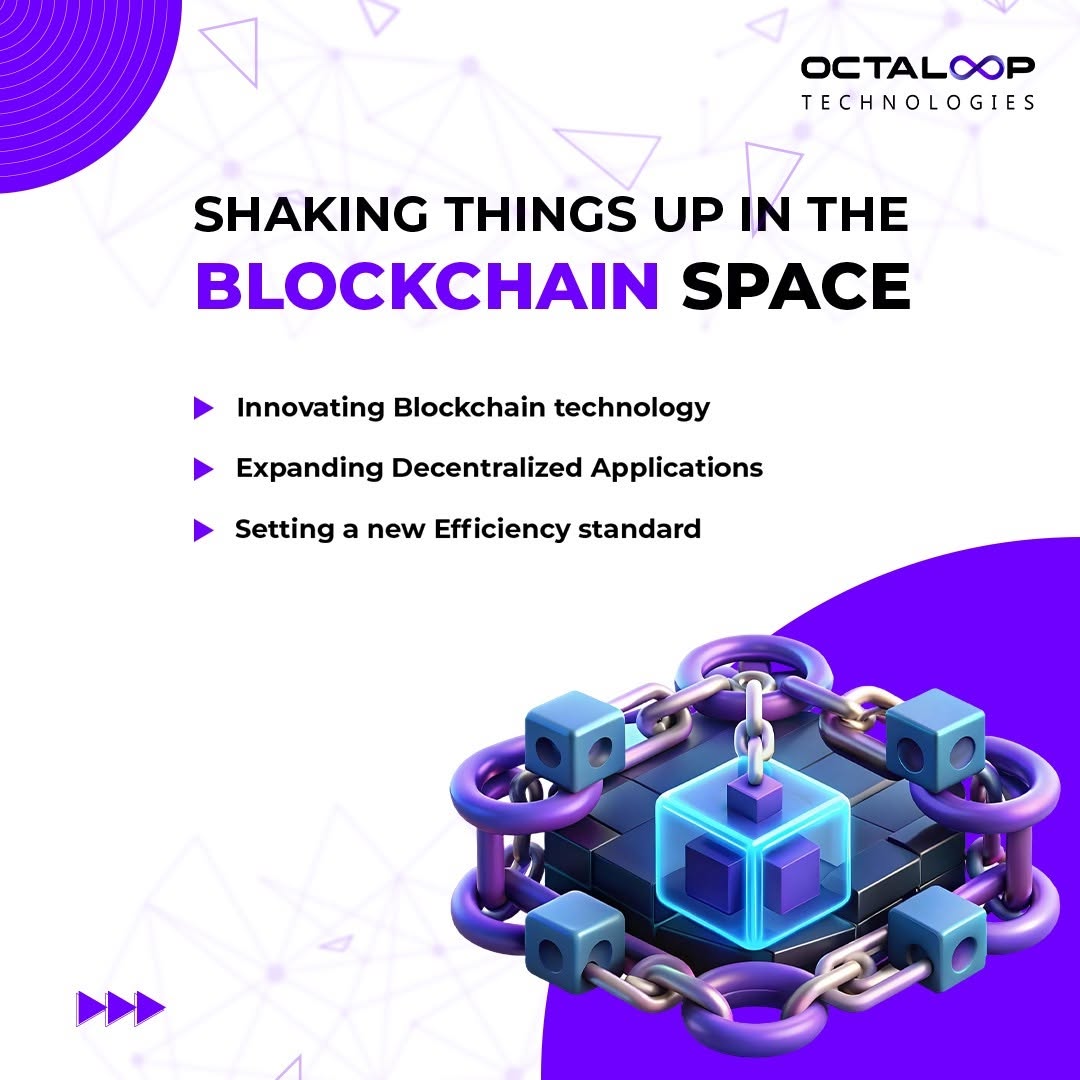 OCTALOOP
TECHNOLOGIES
SHAKING THINGS UP IN THE
BLOCKCHAIN SPACE
Innovating Blockchain technology
Expanding Decentralized Applications
Setting a new Efficiency standard